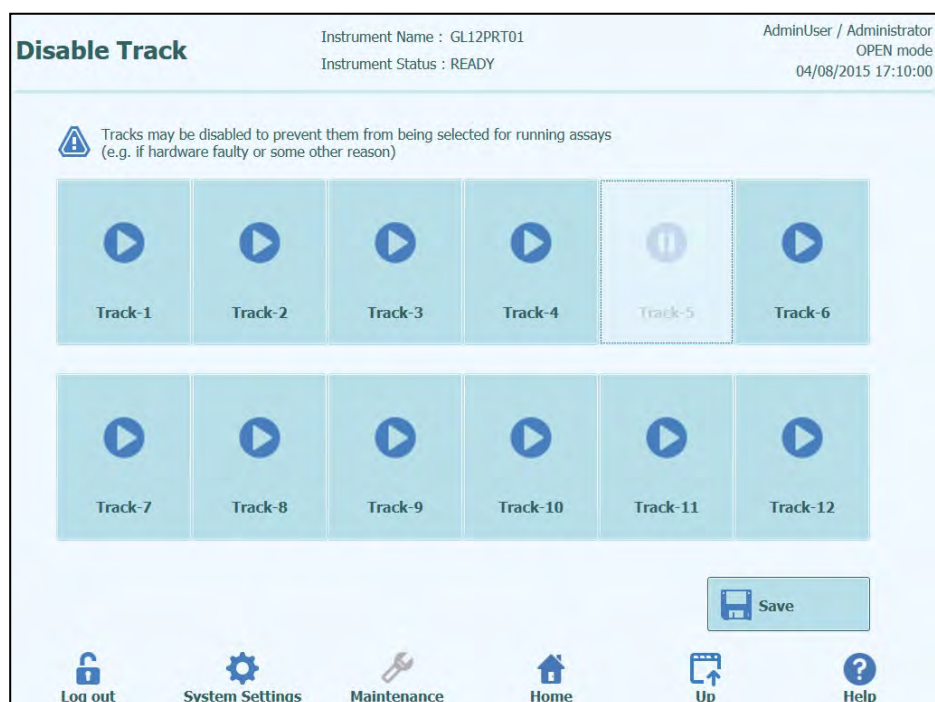 Disable Track
Instrument Name : GL12PRT01
Instrument Status : READY
AdminUser / Administrator
OPEN mode
04/08/2015 17:10:00
Tracks may be disabled to prevent them from being selected for running assays
(e.g. if hardware faulty or some other reason)
Track-1 Track-2 Track-3 Track-4 Track-5 Track-6
Track-7 Track-8 Track-9 Track-10 Track-11 Track-12
Save
Log out System Settings Maintenance Home Up Help